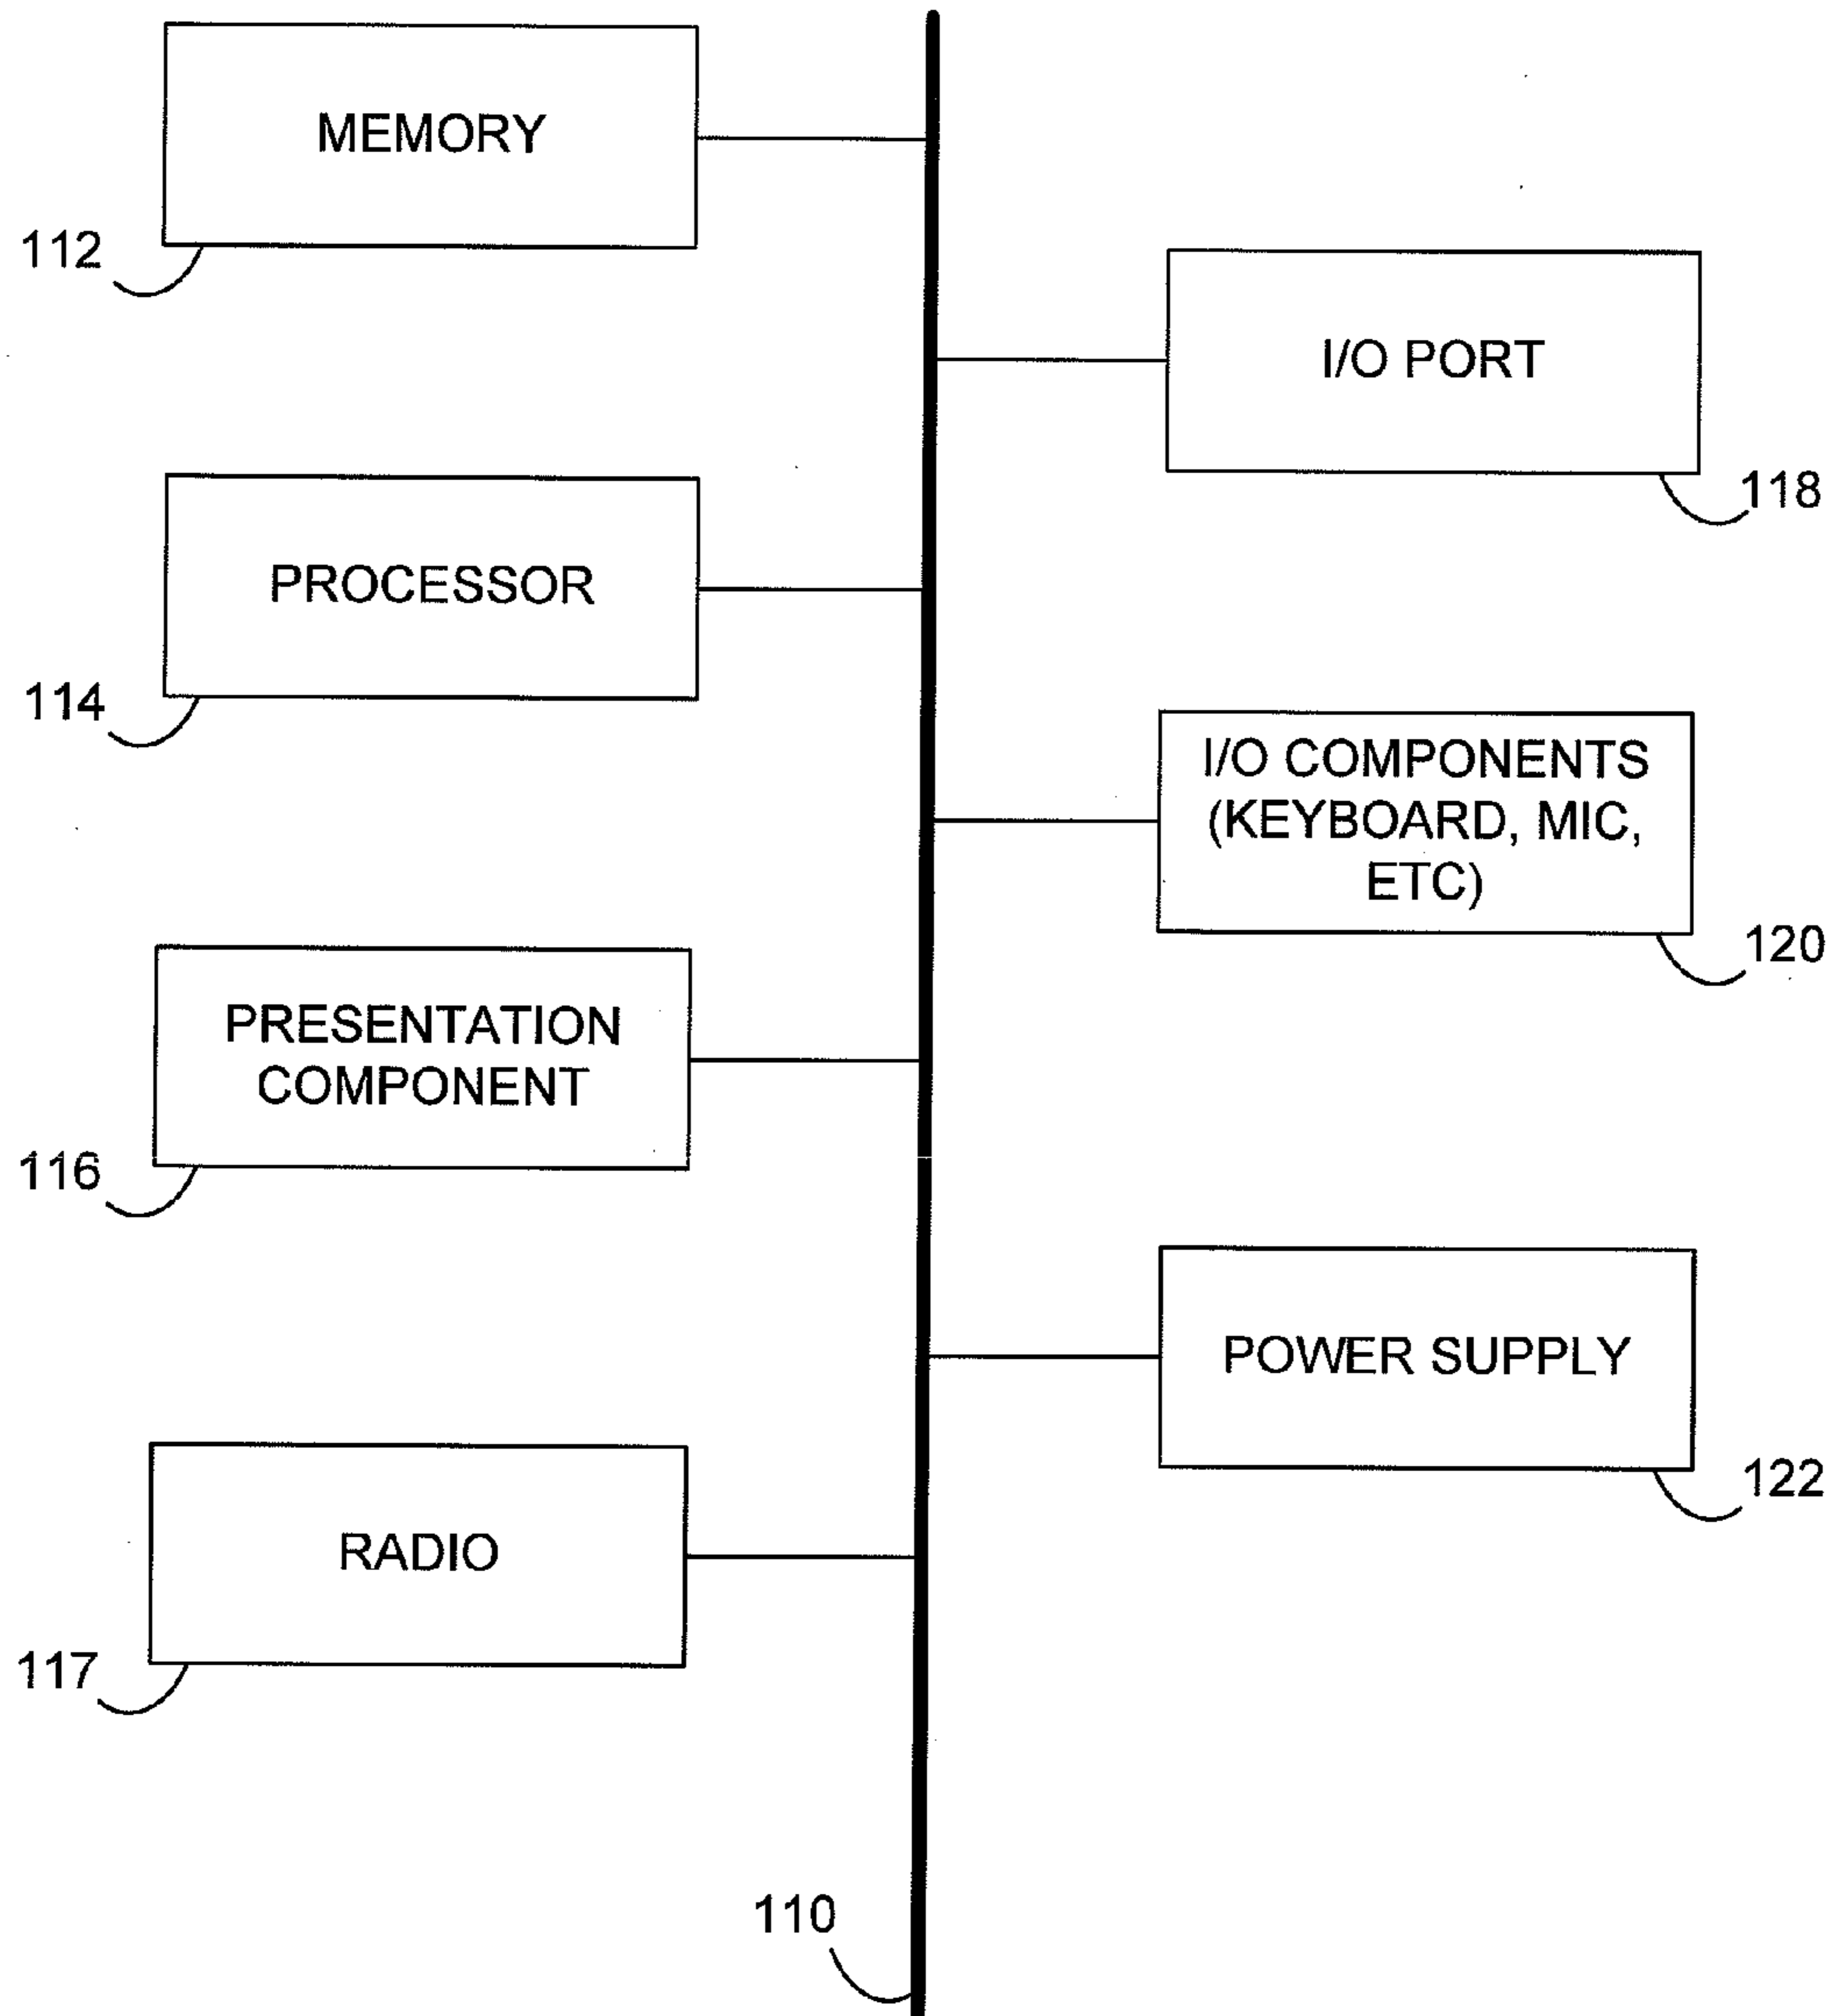 MEMORY
112
I/O PORT
118
PROCESSOR
114
I/O COMPONENTS
(KEYBOARD, MIC,
ETC)
120
PRESENTATION
COMPONENT
116
POWER SUPPLY
122
RADIO
117
110